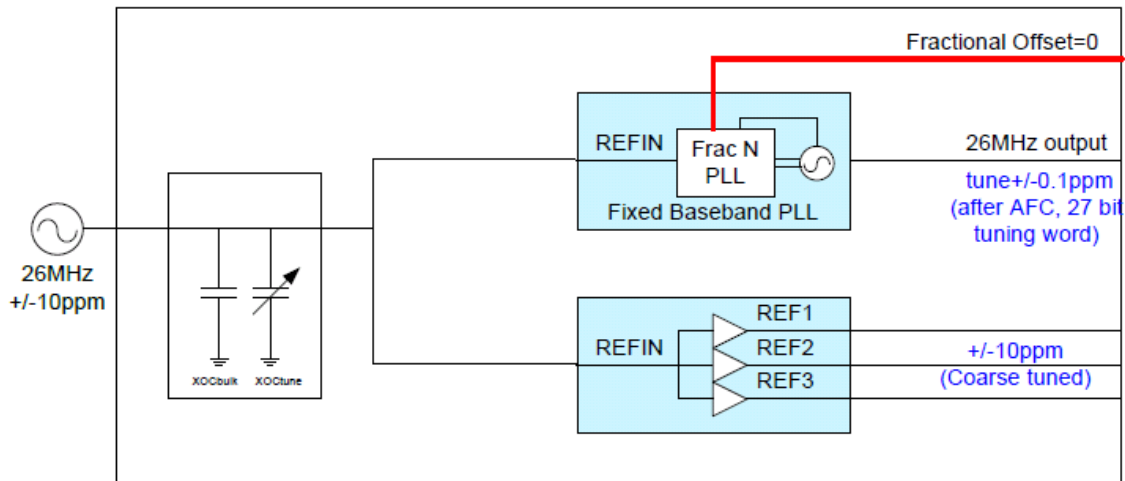 Fractional Offset=0
REFIN
Frac N
PLL
Fixed Baseband PLL
26MHz output
tune+/-0.1ppm
(after AFC, 27 bit
tuning word)
26MHz
+/-10ppm
XOCbulk
XOCtune
REFIN
REF1
REF2
REF3
+/-10ppm
(Coarse tuned)